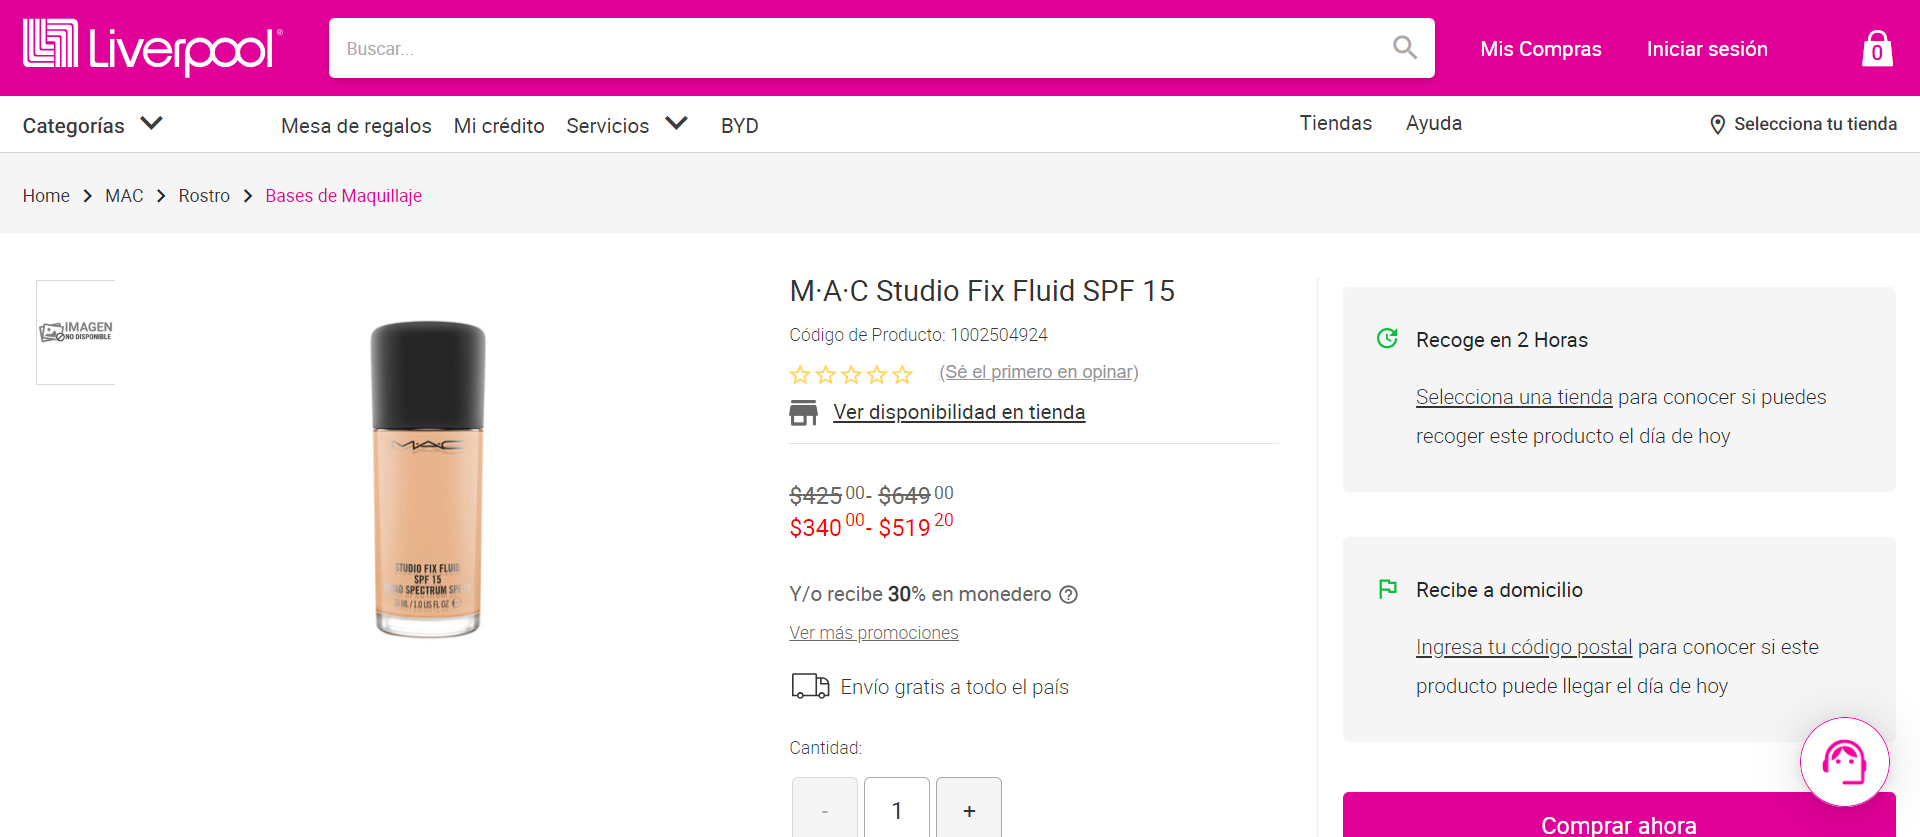 Liverpool®
Buscar...
Mis Compras
Iniciar sesión
0
Categorías
Mesa de regalos
Mi crédito
Servicios
BYD
Tiendas
Ayuda
Selecciona tu tienda
Home > MAC > Rostro > Bases de Maquillaje
IMAGEN
NO DISPONIBLE
MAC
STUDIO FIX FLUID
SPF 15
BROAD SPECTRUM SPF
30 ML / 1.0 US FL OZ e
M·A·C Studio Fix Fluid SPF 15
Código de Producto: 1002504924
(Sé el primero en opinar)
Ver disponibilidad en tienda
$425 00 - $649 00
$340 00 - $519 20
Y/o recibe 30% en monedero ?
Ver más promociones
Envío gratis a todo el país
Cantidad:
- 1 +
Recoge en 2 Horas
Selecciona una tienda para conocer si puedes
recoger este producto el día de hoy
Recibe a domicilio
Ingresa tu código postal para conocer si este
producto puede llegar el día de hoy
Comprar ahora